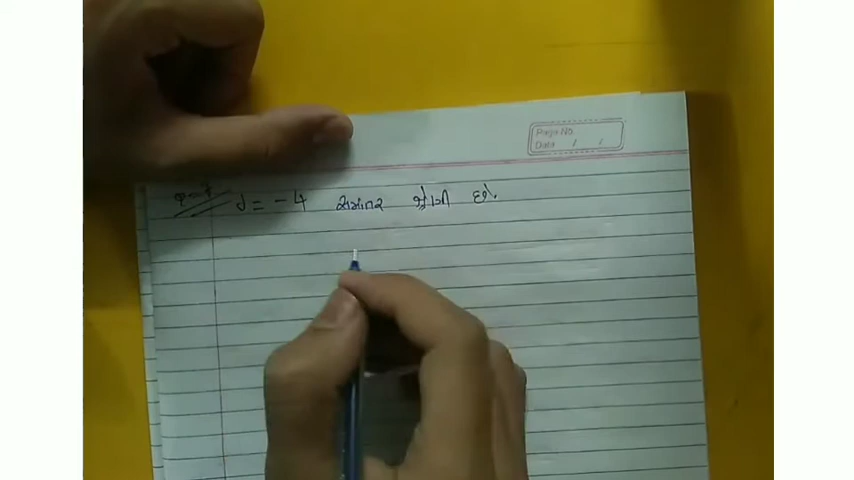 Page No
Date / /
d = - 4 સમાંતર શ્રેણી છે.